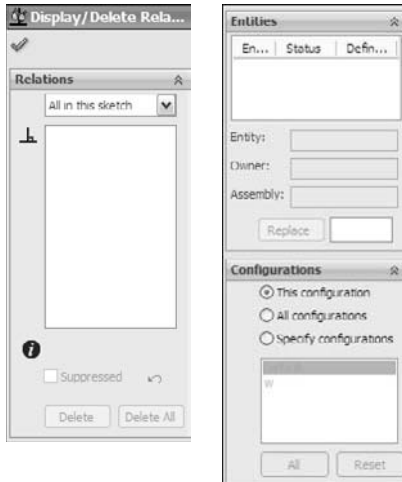 Display/Delete Rela...
Relations
All in this sketch
Suppressed
Delete
Delete All
Entities
En...
Status
Defin...
Entity:
Owner:
Assembly:
Replace
Configurations
This configuration
All configurations
Specify configurations
Default
W
All
Reset